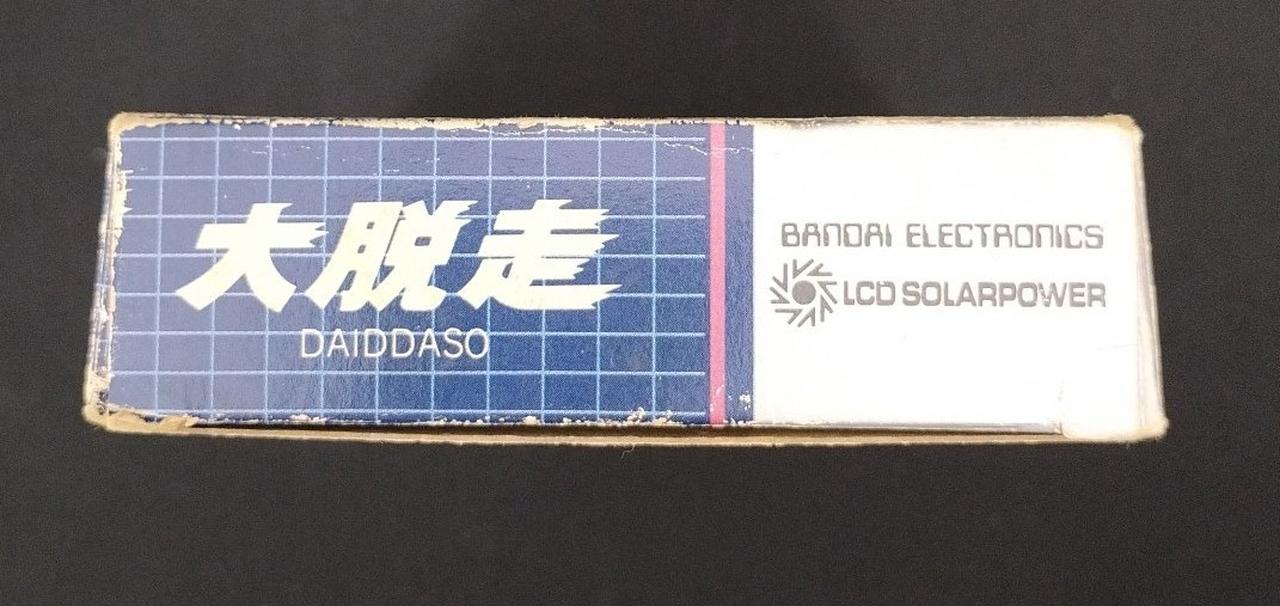 大脱走
DAIDDASO
BANDAI ELECTRONICS
LCD SOLARPOWER